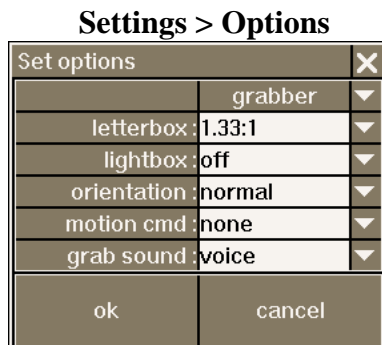 Settings > Options
Set options
grabber
letterbox : 1.33:1
lightbox : off
orientation : normal
motion cmd : none
grab sound : voice
ok cancel